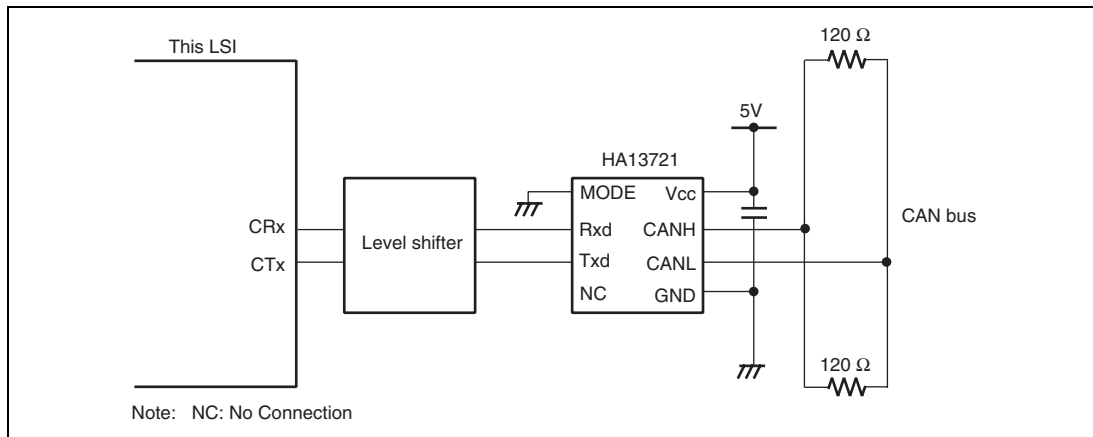 120 Ω
This LSI
5V
HA13721
MODE Vcc
CRx Rxd CANH CAN bus
Level shifter
CTx Txd CANL
NC GND
120 Ω
Note: NC: No Connection